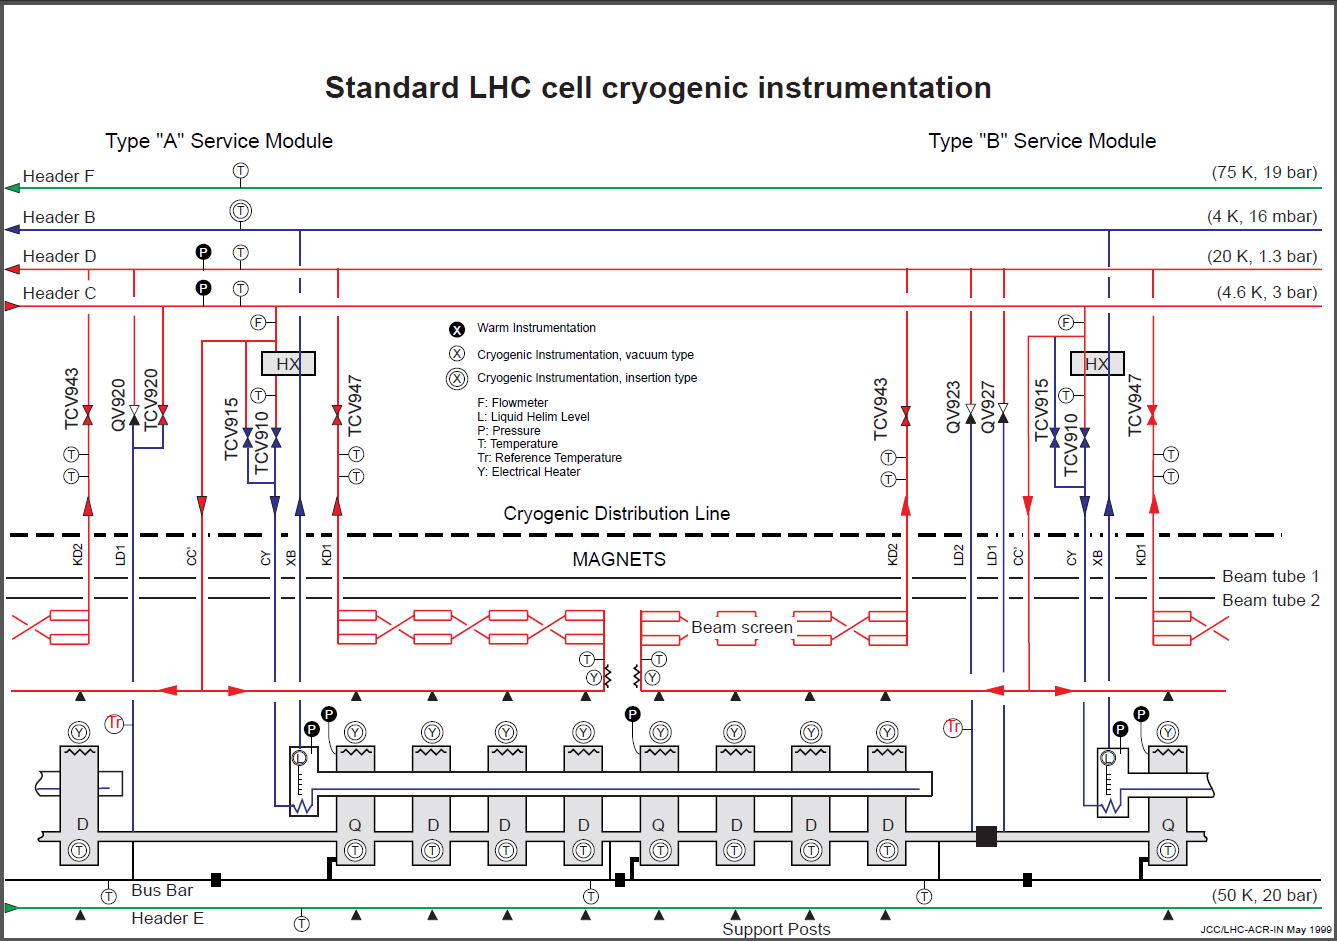 Standard LHC cell cryogenic instrumentation
Type "A" Service Module
Type "B" Service Module
T
Header F
(75 K, 19 bar)
T
Header B
(4 K, 16 mbar)
P
T
Header D
(20 K, 1.3 bar)
P
T
Header C
(4.6 K, 3 bar)
F
F
X
Warm Instrumentation
X
Cryogenic Instrumentation, vacuum type
X
Cryogenic Instrumentation, insertion type
F: Flowmeter
L: Liquid Helim Level
P: Pressure
T: Temperature
Tr: Reference Temperature
Y: Electrical Heater
HX
HX
T
T
TCV943
QV920
TCV920
TCV915
TCV910
TCV947
TCV943
QV923
QV927
TCV915
TCV910
TCV947
T
T
T
T
T
T
T
T
Cryogenic Distribution Line
KD2
LD1
CC'
CY
XB
KD1
MAGNETS
KD2
LD2
LD1
CC'
CY
XB
KD1
Beam tube 1
Beam tube 2
Beam screen
T
T
Y
Y
Tr
Tr
P
P
P
P
P
Y
Y
Y
Y
Y
Y
Y
Y
Y
Y
L
L
D
Q
D
D
D
Q
D
D
D
Q
T
T
T
T
T
T
T
T
T
T
T
Bus Bar
T
T
(50 K, 20 bar)
Header E
T
Support Posts
JCC/LHC-ACR-IN May 1999